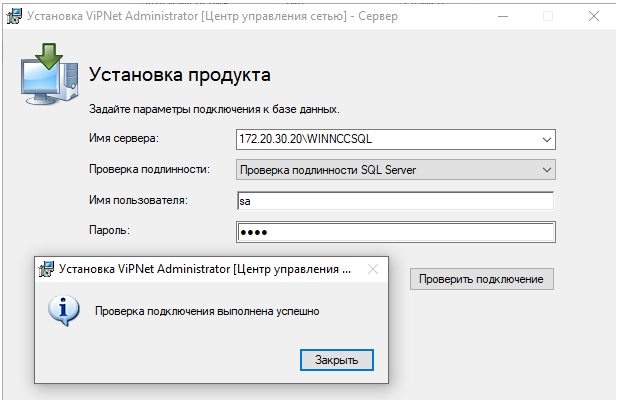 Установка ViPNet Administrator [Центр управления сетью] - Сервер
Установка продукта
Задайте параметры подключения к базе данных.
Имя сервера: 172.20.30.20\WINNCCSQL
Проверка подлинности: Проверка подлинности SQL Server
Имя пользователя: sa
Пароль: ●●●●
Установка ViPNet Administrator [Центр управления ...
Проверить подключение
Проверка подключения выполнена успешно
Закрыть